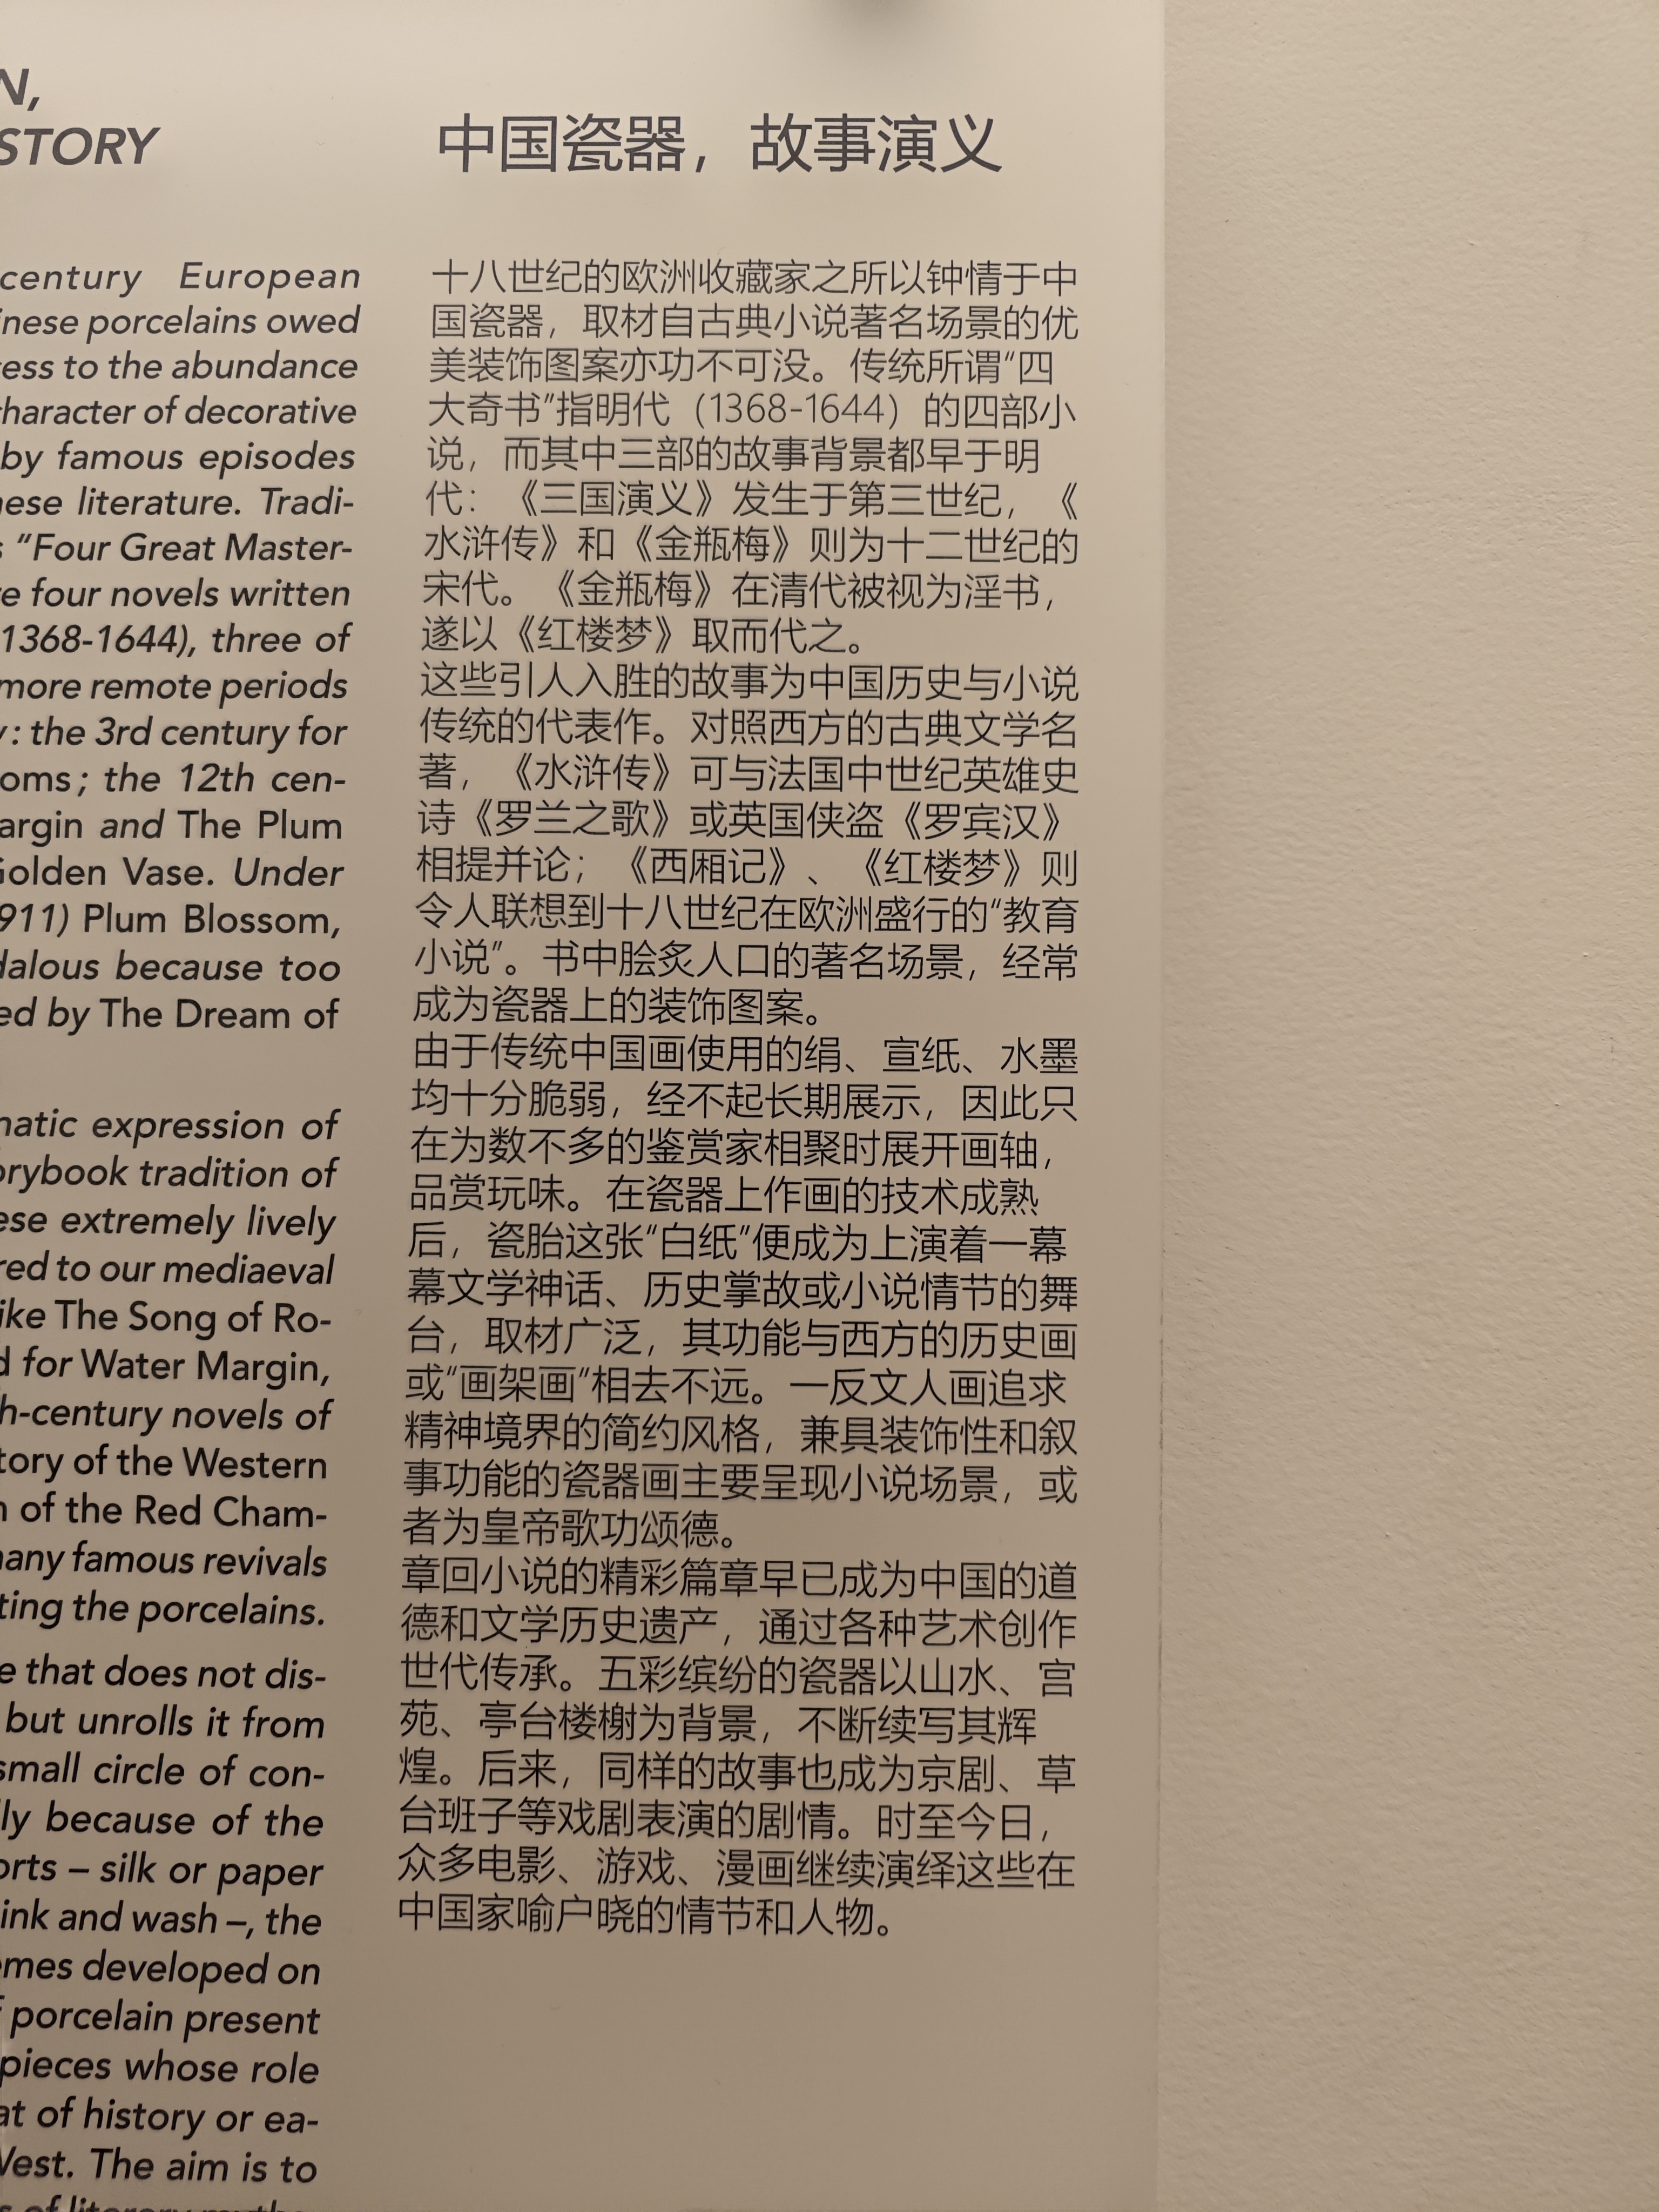 N,
STORY
century European
inese porcelains owed
ess to the abundance
character of decorative
by famous episodes
nese literature. Tradi-
s “Four Great Master-
re four novels written
1368-1644), three of
more remote periods
y: the 3rd century for
oms; the 12th cen-
argin and The Plum
Golden Vase. Under
911) Plum Blossom,
dalous because too
ed by The Dream of
matic expression of
orybook tradition of
ese extremely lively
red to our mediaeval
ike The Song of Ro-
d for Water Margin,
h-century novels of
tory of the Western
n of the Red Cham-
many famous revivals
ting the porcelains.
e that does not dis-
but unrolls it from
small circle of con-
lly because of the
orts – silk or paper
ink and wash –, the
emes developed on
f porcelain present
pieces whose role
at of history or ea-
West. The aim is to
中国瓷器，故事演义
十八世纪的欧洲收藏家之所以钟情于中
国瓷器，取材自古典小说著名场景的优
美装饰图案亦功不可没。传统所谓“四
大奇书”指明代（1368-1644）的四部小
说，而其中三部的故事背景都早于明
代：《三国演义》发生于第三世纪，《
水浒传》和《金瓶梅》则为十二世纪的
宋代。《金瓶梅》在清代被视为淫书，
遂以《红楼梦》取而代之。
这些引人入胜的故事为中国历史与小说
传统的代表作。对照西方的古典文学名
著，《水浒传》可与法国中世纪英雄史
诗《罗兰之歌》或英国侠盗《罗宾汉》
相提并论；《西厢记》、《红楼梦》则
令人联想到十八世纪在欧洲盛行的“教育
小说”。书中脍炙人口的著名场景，经常
成为瓷器上的装饰图案。
由于传统中国画使用的绢、宣纸、水墨
均十分脆弱，经不起长期展示，因此只
在为数不多的鉴赏家相聚时展开画轴，
品赏玩味。在瓷器上作画的技术成熟
后，瓷胎这张“白纸”便成为上演着一幕
幕文学神话、历史掌故或小说情节的舞
台，取材广泛，其功能与西方的历史画
或“画架画”相去不远。一反文人画追求
精神境界的简约风格，兼具装饰性和叙
事功能的瓷器画主要呈现小说场景，或
者为皇帝歌功颂德。
章回小说的精彩篇章早已成为中国的道
德和文学历史遗产，通过各种艺术创作
世代传承。五彩缤纷的瓷器以山水、宫
苑、亭台楼榭为背景，不断续写其辉
煌。后来，同样的故事也成为京剧、草
台班子等戏剧表演的剧情。时至今日，
众多电影、游戏、漫画继续演绎这些在
中国家喻户晓的情节和人物。